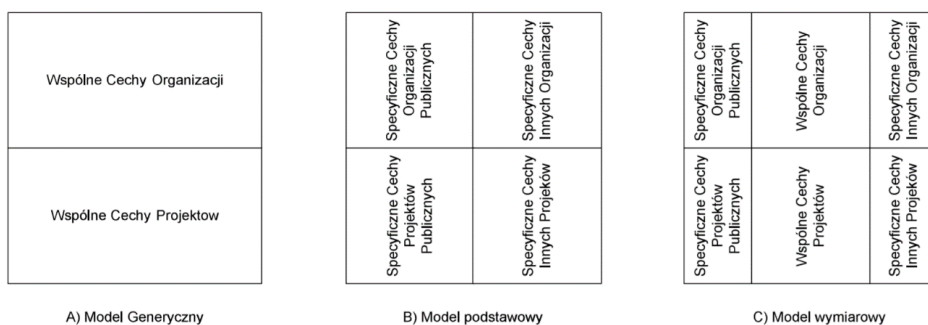 Wspólne Cechy Organizacji
Wspólne Cechy Projektow
A) Model Generyczny
Specyficzne Cechy
Organizacji
Publicznych
Specyficzne Cechy
Innych Organizacji
Specyficzne Cechy
Projektów
Publicznych
Specyficzne Cechy
Innych Projeków
B) Model podstawowy
Specyficzne Cechy
Organizacji
Publicznych
Wspólne Cechy
Organizacji
Specyficzne Cechy
Innych Organizacji
Specyficzne Cechy
Projektów
Publicznych
Wspólne Cechy
Projektów
Specyficzne Cechy
Innych Projeków
C) Model wymiarowy